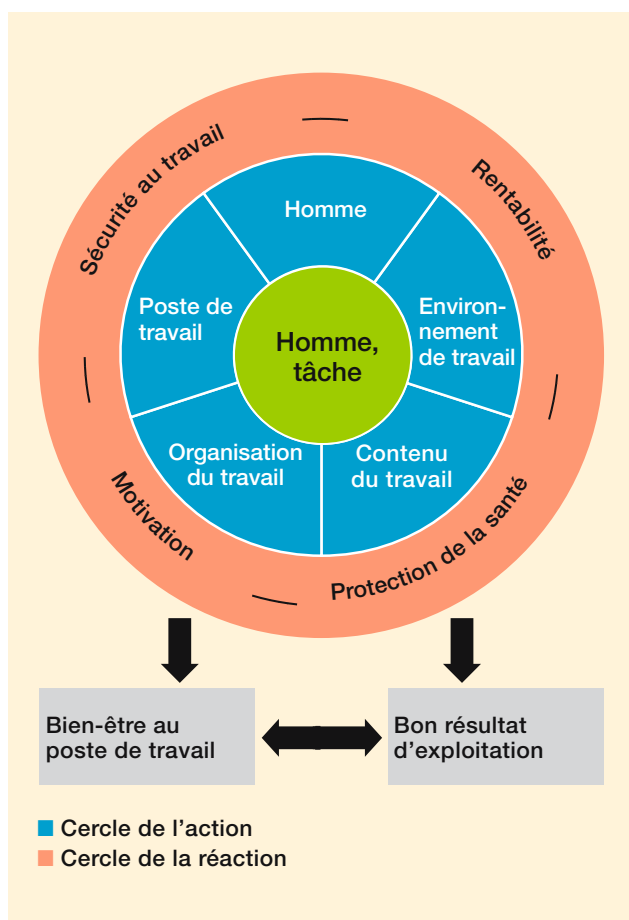 Sécurité au travail
Rentabilité
Homme
Poste de
travail
Environ-
nement
de travail
Homme,
tâche
Organisation
du travail
Contenu
du travail
Motivation
Protection de la santé
Bien-être au
poste de travail
Bon résultat
d’exploitation
Cercle de l’action
Cercle de la réaction